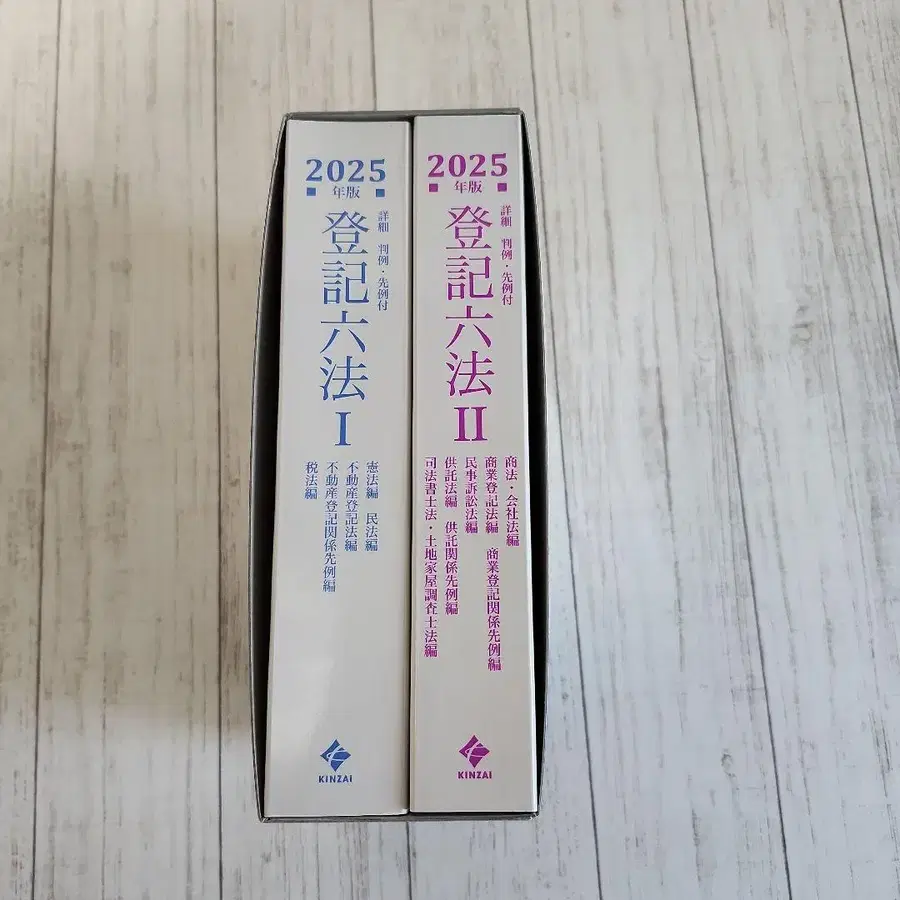 2025
年版
詳細 判例・先例付
登記六法 I
憲法編 民法編
不動産登記法編
不動産登記関係先例編
税法編
KINZAI
2025
年版
詳細 判例・先例付
登記六法 II
商法・会社法編
商業登記法編 商業登記関係先例編
民事訴訟法編
供託法編 供託関係先例編
司法書士法・土地家屋調査士法編
KINZAI